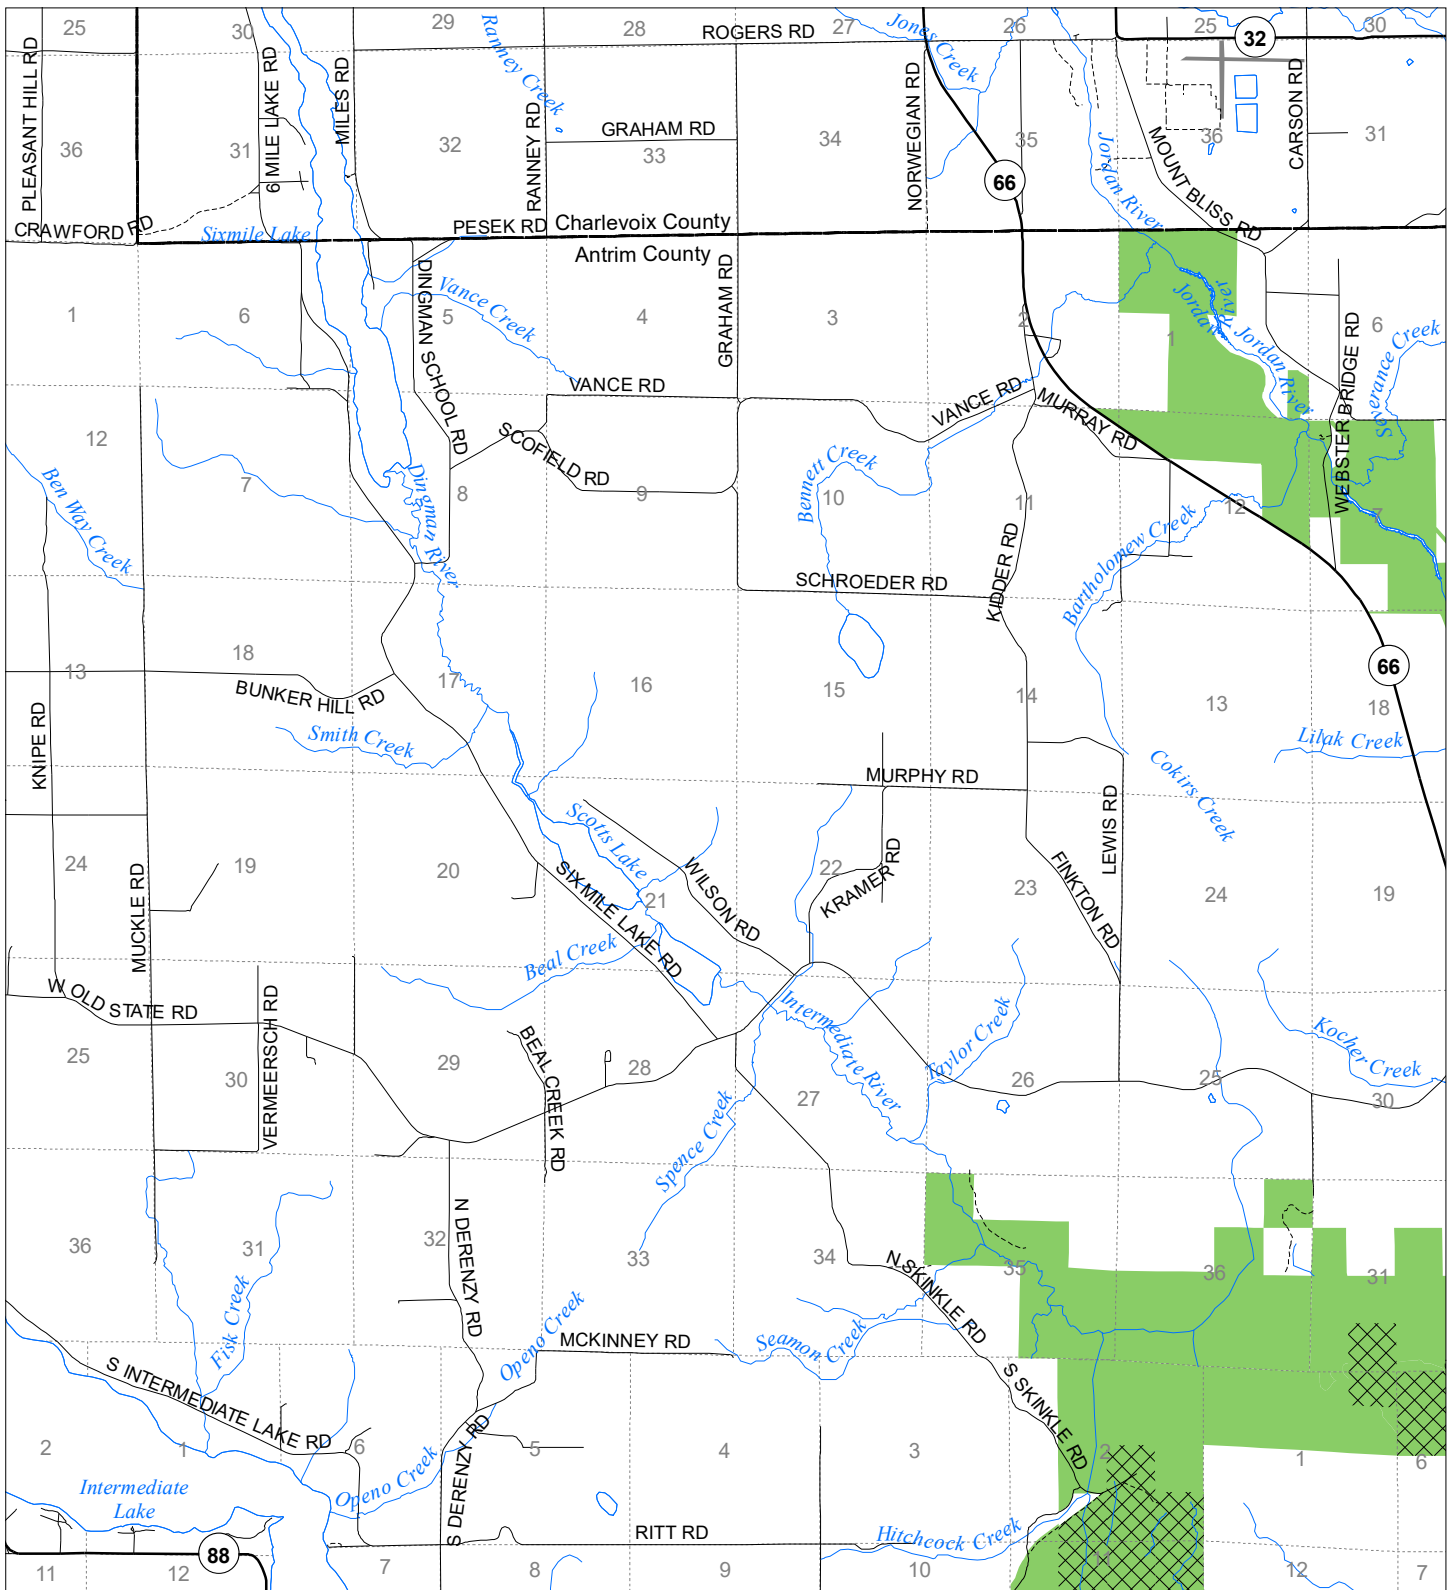 25
30
29
28
27
26
25
30
32
ROGERS RD
Ranney Creek
Jones Creek
PLEASANT HILL RD
6 MILE LAKE RD
MILES RD
RANNEY RD
GRAHAM RD
NORWEGIAN RD
CARSON RD
36
31
32
33
34
35
36
31
66
Jordan River
MOUNT BLISS RD
CRAWFORD RD
Sixmile Lake
PESEK RD
Charlevoix County
Antrim County
1
6
5
4
3
2
1
6
DINGMAN SCHOOL RD
Vance Creek
GRAHAM RD
Jordan River
Jordan River
WEBSTER BRIDGE RD
Severance Creek
VANCE RD
VANCE RD
MURRAY RD
SCOFIELD RD
12
7
8
9
10
11
12
7
Ben Way Creek
Dingman River
Bennett Creek
Bartholomew Creek
KIDDER RD
SCHROEDER RD
13
18
17
16
15
14
13
18
66
BUNKER HILL RD
Smith Creek
KNIPE RD
Lilak Creek
Cokirs Creek
MURPHY RD
LEWIS RD
Scotts Lake
24
19
20
21
22
23
24
19
MUCKLE RD
SIX MILE LAKE RD
WILSON RD
KRAMER RD
FINKTON RD
Beal Creek
W OLD STATE RD
VERMEERSCH RD
BEAL CREEK RD
Intermediate River
Taylor Creek
Kocher Creek
25
30
29
28
27
26
25
30
Spence Creek
36
31
32
33
34
35
36
31
N DERENZY RD
Fisk Creek
Openo Creek
MCKINNEY RD
Seamon Creek
N SKINKLE RD
S SKINKLE RD
S INTERMEDIATE LAKE RD
2
1
6
5
4
3
2
1
6
Openo Creek
S DERENZY RD
Intermediate
Lake
RITT RD
Hitchcock Creek
88
11
12
7
8
9
10
11
12
7